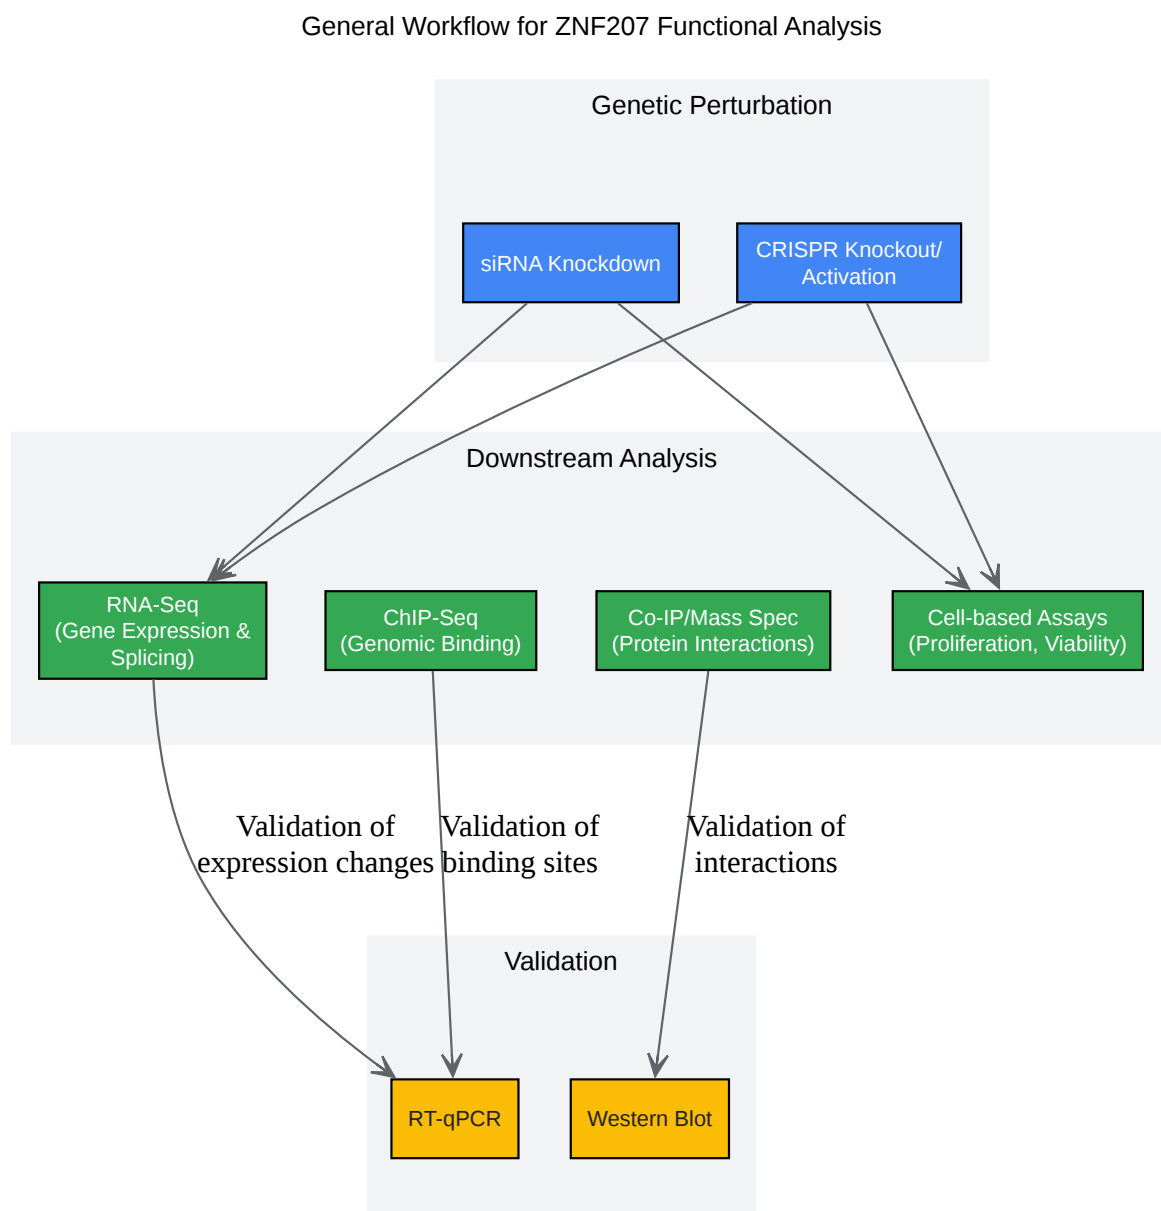 General Workflow for ZNF207 Functional Analysis
Genetic Perturbation
siRNA Knockdown
CRISPR Knockout/
Activation
Downstream Analysis
RNA-Seq
(Gene Expression &
Splicing)
ChIP-Seq
(Genomic Binding)
Co-IP/Mass Spec
(Protein Interactions)
Cell-based Assays
(Proliferation, Viability)
Validation of
expression changes
Validation of
binding sites
Validation of
interactions
Validation
RT-qPCR
Western Blot